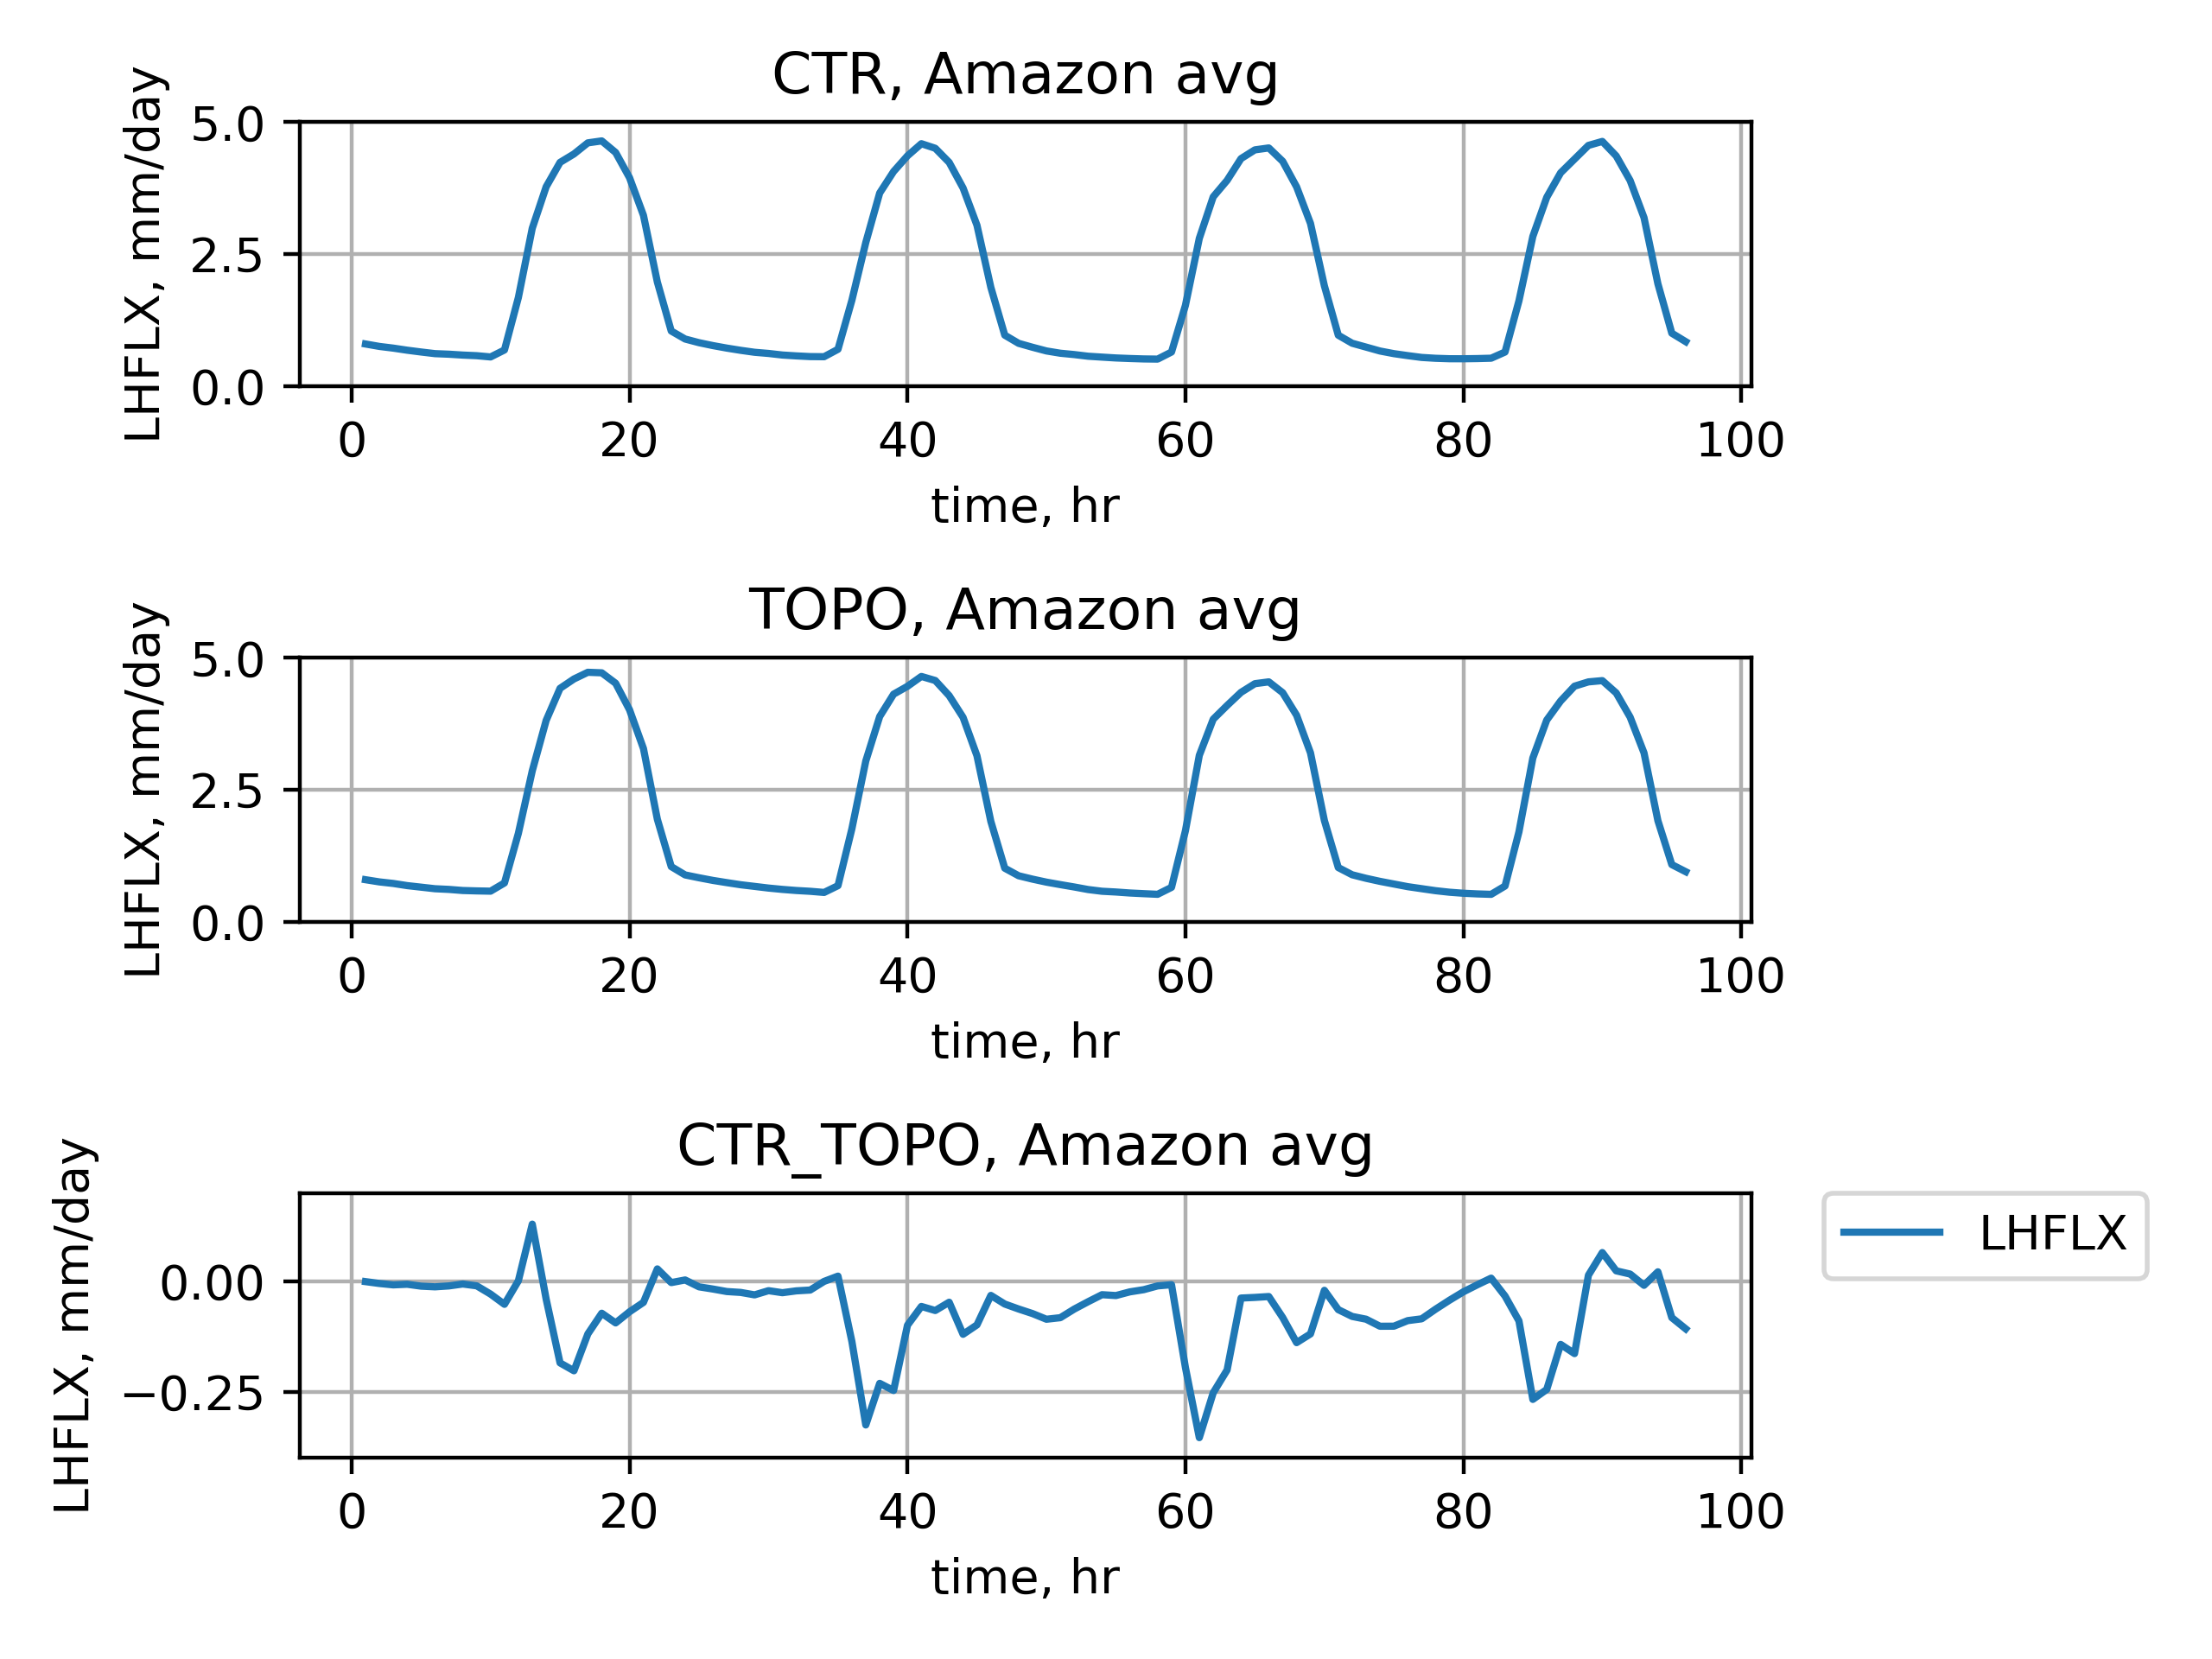 CTR, Amazon avg
LHFLX, mm/day
5.0
2.5
0.0
0 20 40 60 80 100
time, hr
TOPO, Amazon avg
LHFLX, mm/day
5.0
2.5
0.0
0 20 40 60 80 100
time, hr
CTR_TOPO, Amazon avg
LHFLX, mm/day
0.00
−0.25
0 20 40 60 80 100
time, hr
LHFLX